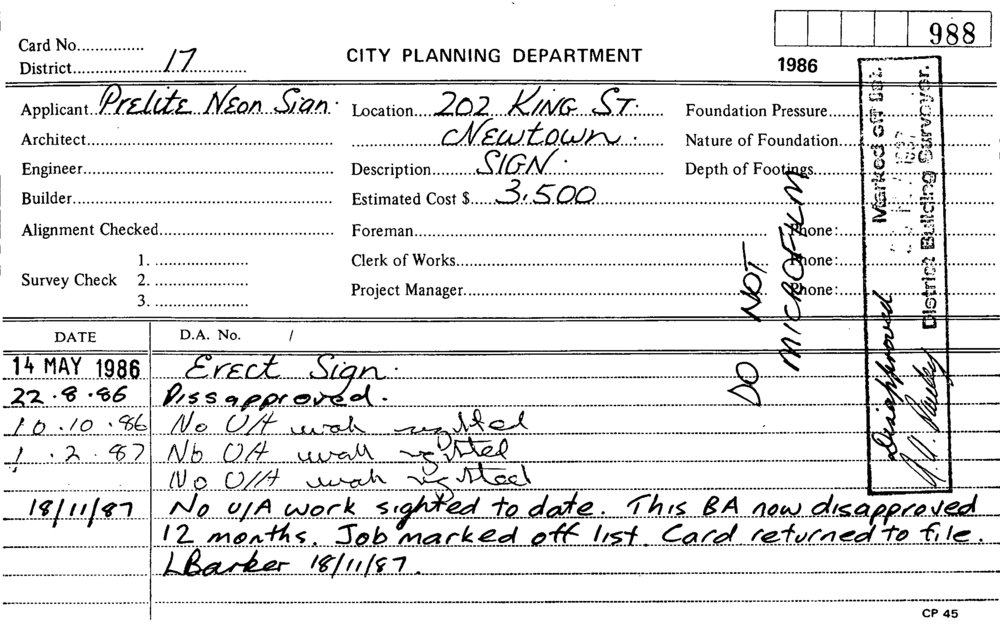 988
Card No...............
District.................17.............
CITY PLANNING DEPARTMENT
1986
Applicant..Prelite Neon Sign.
Location....202 KING ST.
Foundation Pressure...................
Architect.................................
Newtown.
Nature of Foundation.................
Engineer.................................
Description........SIGN.
Depth of Footings.....................
Builder.................................
Estimated Cost $.....3,500
Alignment Checked.................................
Foreman.................................
Phone:
Survey Check
1. ...................
2. ...................
3. ...................
Clerk of Works.................................
Phone:
Project Manager.................................
Phone:
DO NOT
MICROFILM
Marked off List.
District Building Surveyor.
Disapproved
DATE
D.A. No. /
14 MAY 1986 Erect Sign.
22.8.86 Dissapproved.
10.10.86 No U/A work sighted
1.2.87 No U/A work sighted
No U/A work sighted
18/11/87 No U/A work sighted to date. This BA now disapproved
12 months. Job marked off list. Card returned to file.
LBarker 18/11/87.
CP 45